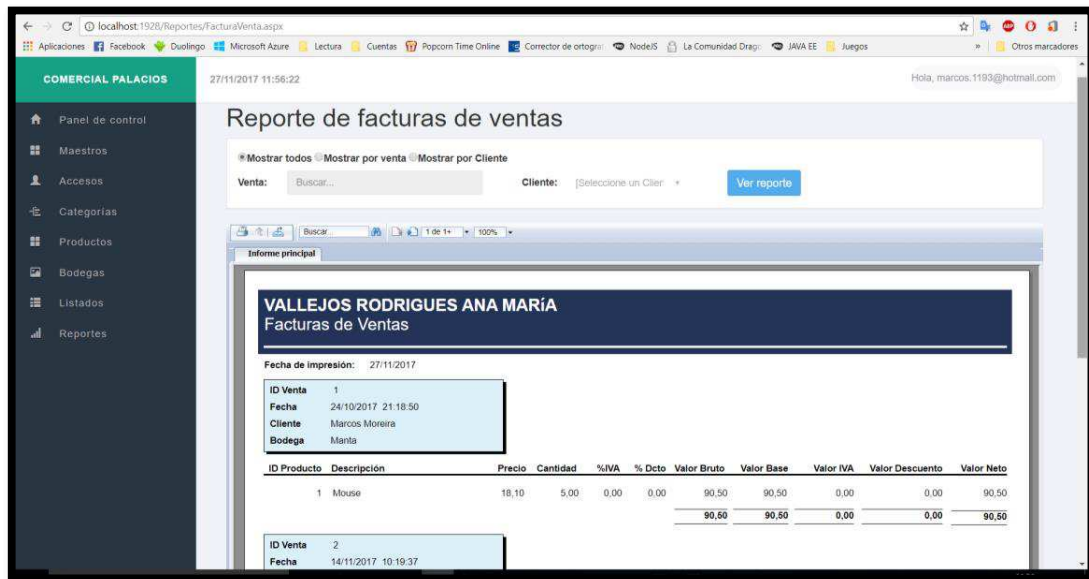 localhost:1928/Reportes/FacturaVenta.aspx
Aplicaciones Facebook Duolingo Microsoft Azure Lectura Cuentas Popcorn Time Online Corrector de ortogra NodeJS La Comunidad Drag JAVA EE Juegos » Otros marcadores
COMERCIAL PALACIOS
27/11/2017 11:56:22
Hola, marcos.1193@hotmail.com
Panel de control
Maestros
Accesos
Categorías
Productos
Bodegas
Listados
Reportes
Reporte de facturas de ventas
Mostrar todos Mostrar por venta Mostrar por Cliente
Venta: Buscar... Cliente: [Seleccione un Clier Ver reporte
Buscar... 1 de 1+ 100%
Informe principal
VALLEJOS RODRIGUES ANA MARíA
Facturas de Ventas
Fecha de impresión: 27/11/2017
ID Venta 1
Fecha 24/10/2017 21:18:50
Cliente Marcos Moreira
Bodega Manta
ID Producto Descripción Precio Cantidad %IVA % Dcto Valor Bruto Valor Base Valor IVA Valor Descuento Valor Neto
1 Mouse 18,10 5,00 0,00 0,00 90,50 90,50 0,00 0,00 90,50
90,50 90,50 0,00 0,00 90,50
ID Venta 2
Fecha 14/11/2017 10:19:37